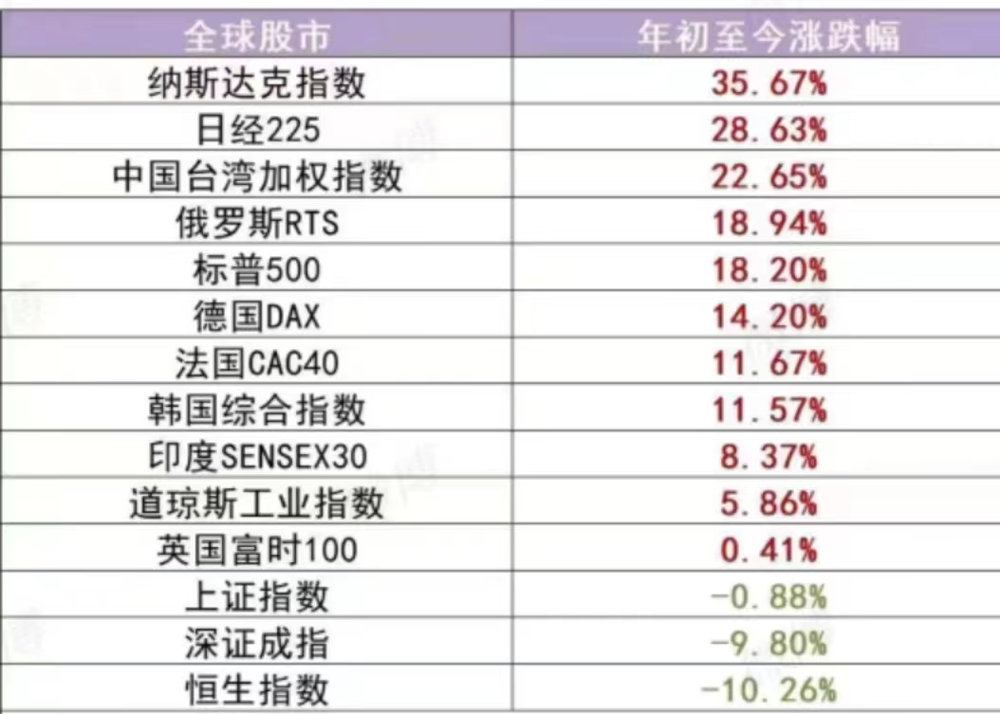 全球股市 年初至今涨跌幅
纳斯达克指数 35.67%
日经225 28.63%
中国台湾加权指数 22.65%
俄罗斯RTS 18.94%
标普500 18.20%
德国DAX 14.20%
法国CAC40 11.67%
韩国综合指数 11.57%
印度SENSEX30 8.37%
道琼斯工业指数 5.86%
英国富时100 0.41%
上证指数 -0.88%
深证成指 -9.80%
恒生指数 -10.26%